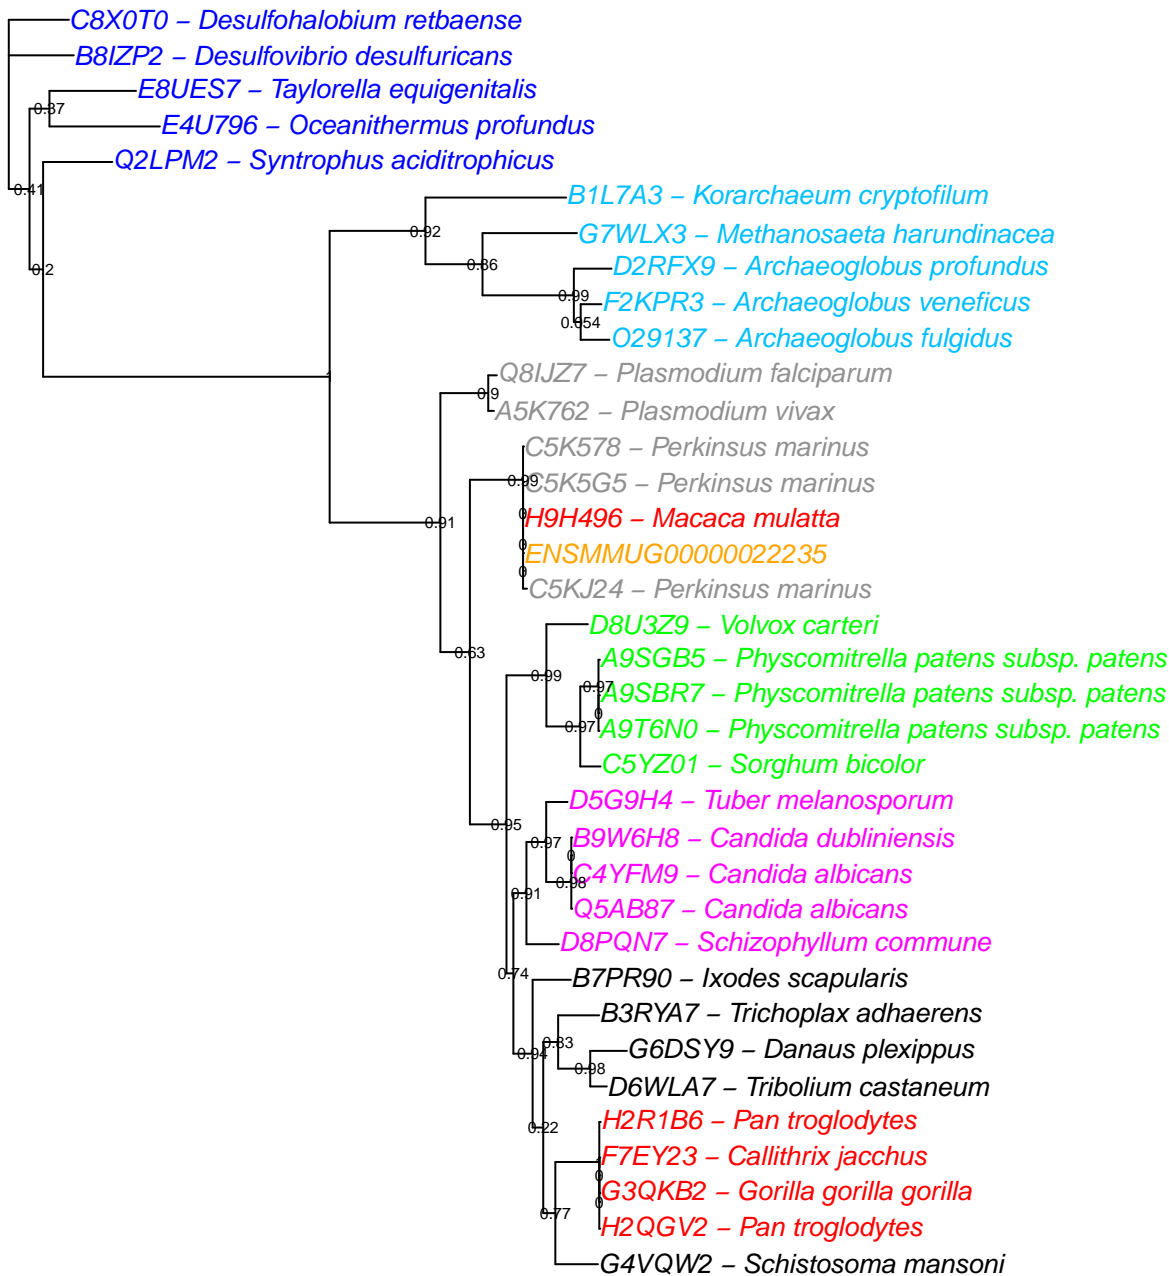 C8X0T0 – Desulfohalobium retbaense
B8IZP2 – Desulfovibrio desulfuricans
E8UES7 – Taylorella equigenitalis
0.87
E4U796 – Oceanithermus profundus
Q2LPM2 – Syntrophus aciditrophicus
0.41
B1L7A3 – Korarchaeum cryptofilum
0.92
G7WLX3 – Methanosaeta harundinacea
0.86
0.2
D2RFX9 – Archaeoglobus profundus
0.99
F2KPR3 – Archaeoglobus veneficus
0.054
O29137 – Archaeoglobus fulgidus
1
Q8IJZ7 – Plasmodium falciparum
0.9
A5K762 – Plasmodium vivax
C5K578 – Perkinsus marinus
0.99
C5K5G5 – Perkinsus marinus
0
H9H496 – Macaca mulatta
0.91
0
ENSMMUG00000022235
0
C5KJ24 – Perkinsus marinus
D8U3Z9 – Volvox carteri
0.63
A9SGB5 – Physcomitrella patens subsp. patens
0.99
0.97
A9SBR7 – Physcomitrella patens subsp. patens
0
0.97
A9T6N0 – Physcomitrella patens subsp. patens
C5YZ01 – Sorghum bicolor
D5G9H4 – Tuber melanosporum
0.95
0.97
B9W6H8 – Candida dubliniensis
0
C4YFM9 – Candida albicans
0.98
0.91
Q5AB87 – Candida albicans
D8PQN7 – Schizophyllum commune
0.74
B7PR90 – Ixodes scapularis
B3RYA7 – Trichoplax adhaerens
0.83
0.94
G6DSY9 – Danaus plexippus
0.98
D6WLA7 – Tribolium castaneum
H2R1B6 – Pan troglodytes
0.22
F7EY23 – Callithrix jacchus
1
0
G3QKB2 – Gorilla gorilla gorilla
0
0.77
H2QGV2 – Pan troglodytes
G4VQW2 – Schistosoma mansoni